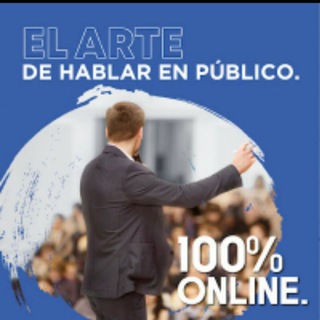 EL ARTE
DE HABLAR EN PÚBLICO.
100%
ONLINE.